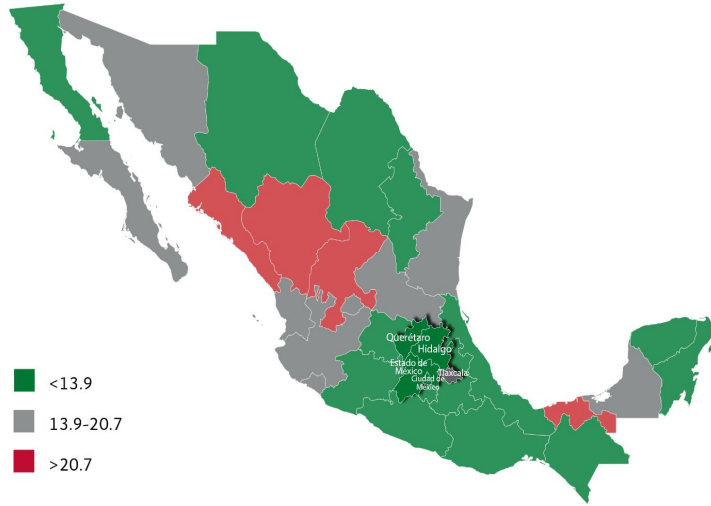 Querétaro
Hidalgo
Estado de
México
Tlaxcala
Ciudad de
México
<13.9
13.9-20.7
>20.7